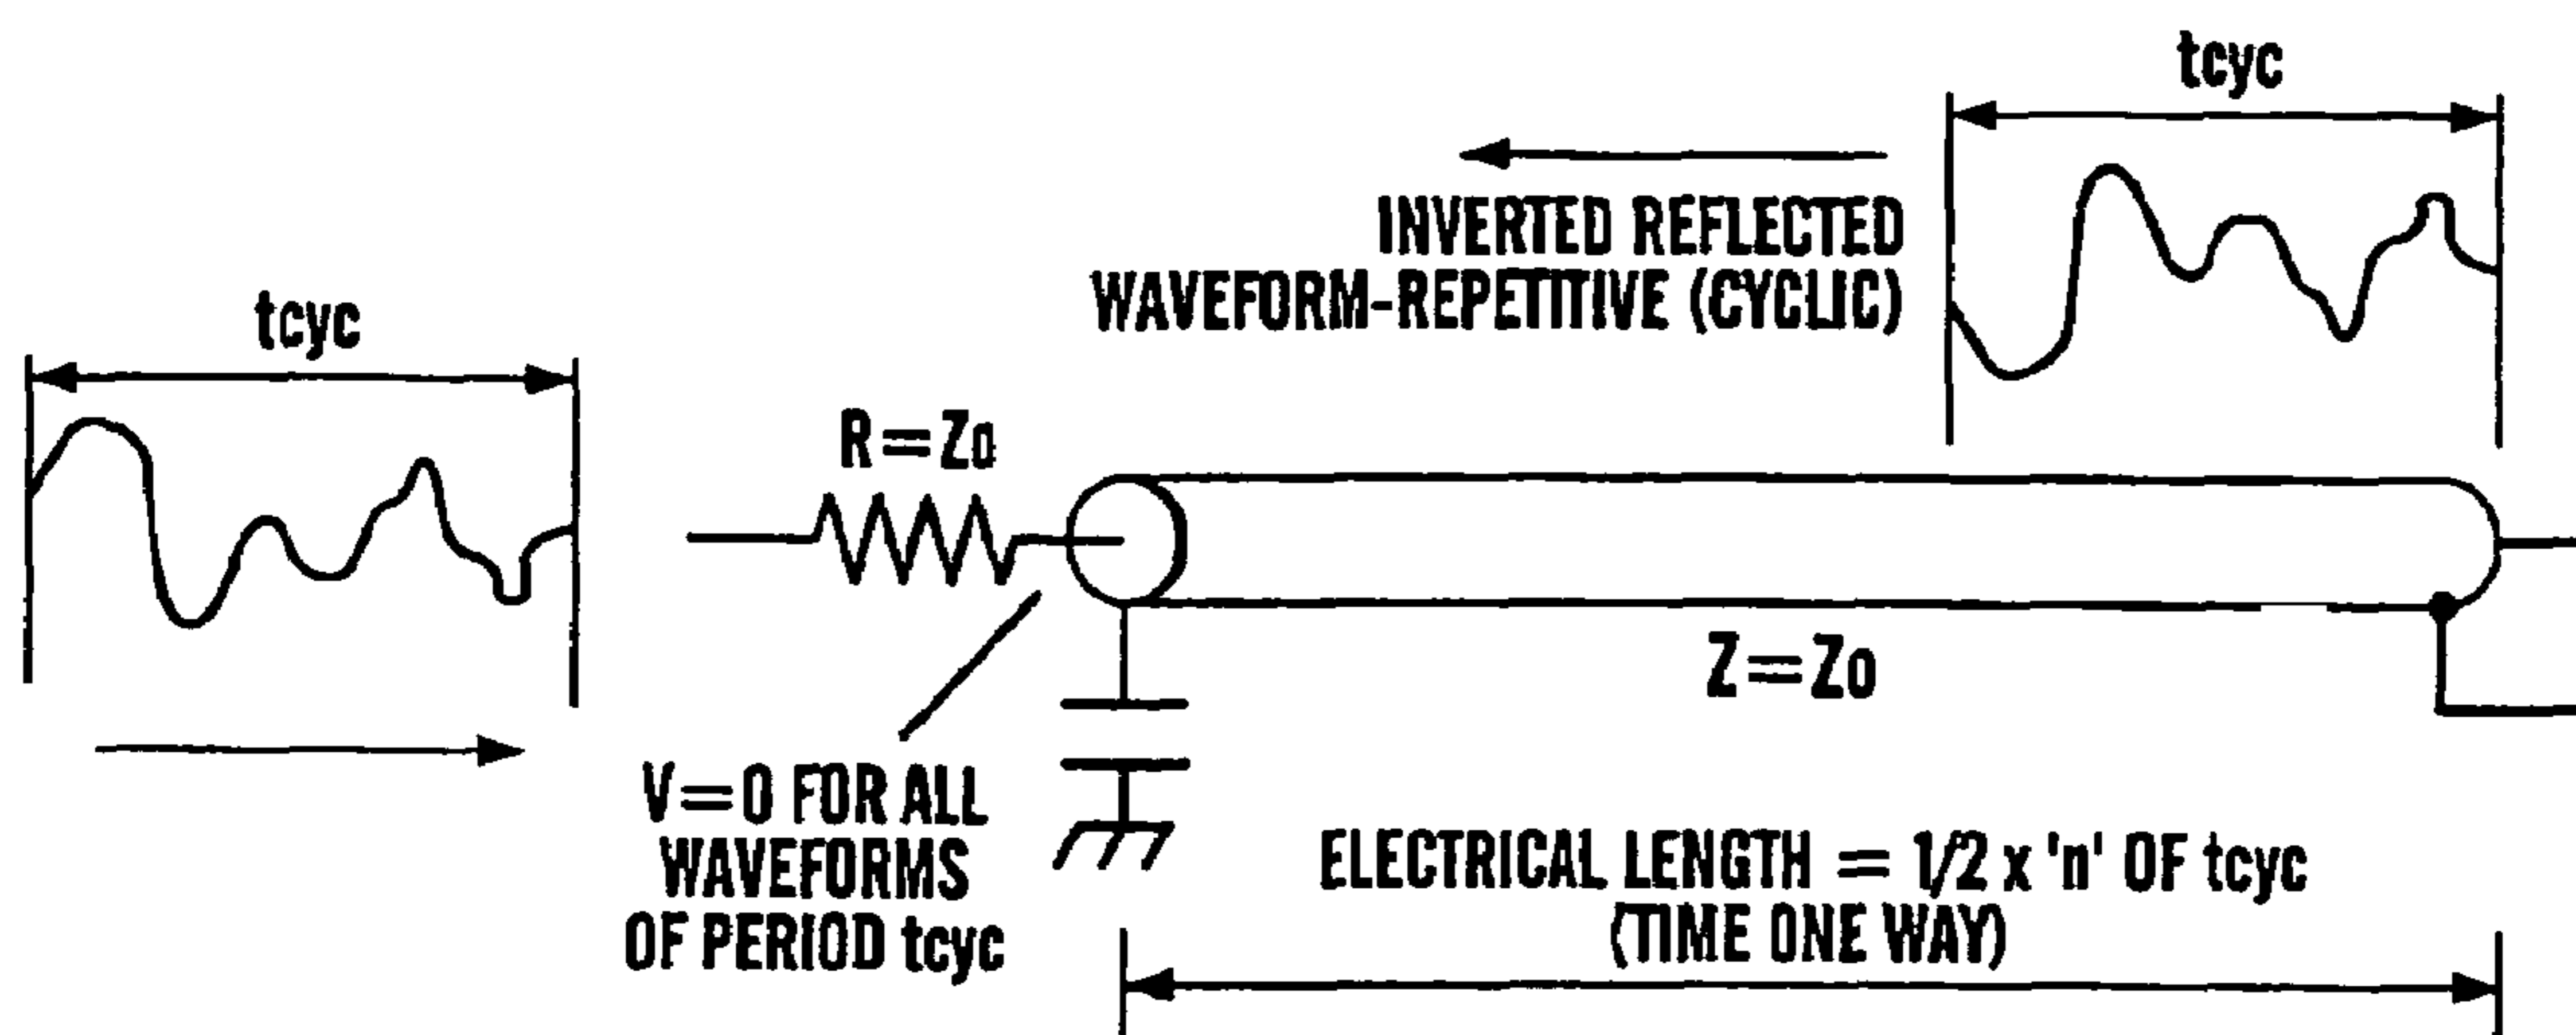 tcyc
INVERTED REFLECTED
WAVEFORM-REPETITIVE (CYCLIC)
tcyc
R=Zo
Z=Zo
V=0 FOR ALL
WAVEFORMS
OF PERIOD tcyc
ELECTRICAL LENGTH = 1/2 x 'n' OF tcyc
(TIME ONE WAY)